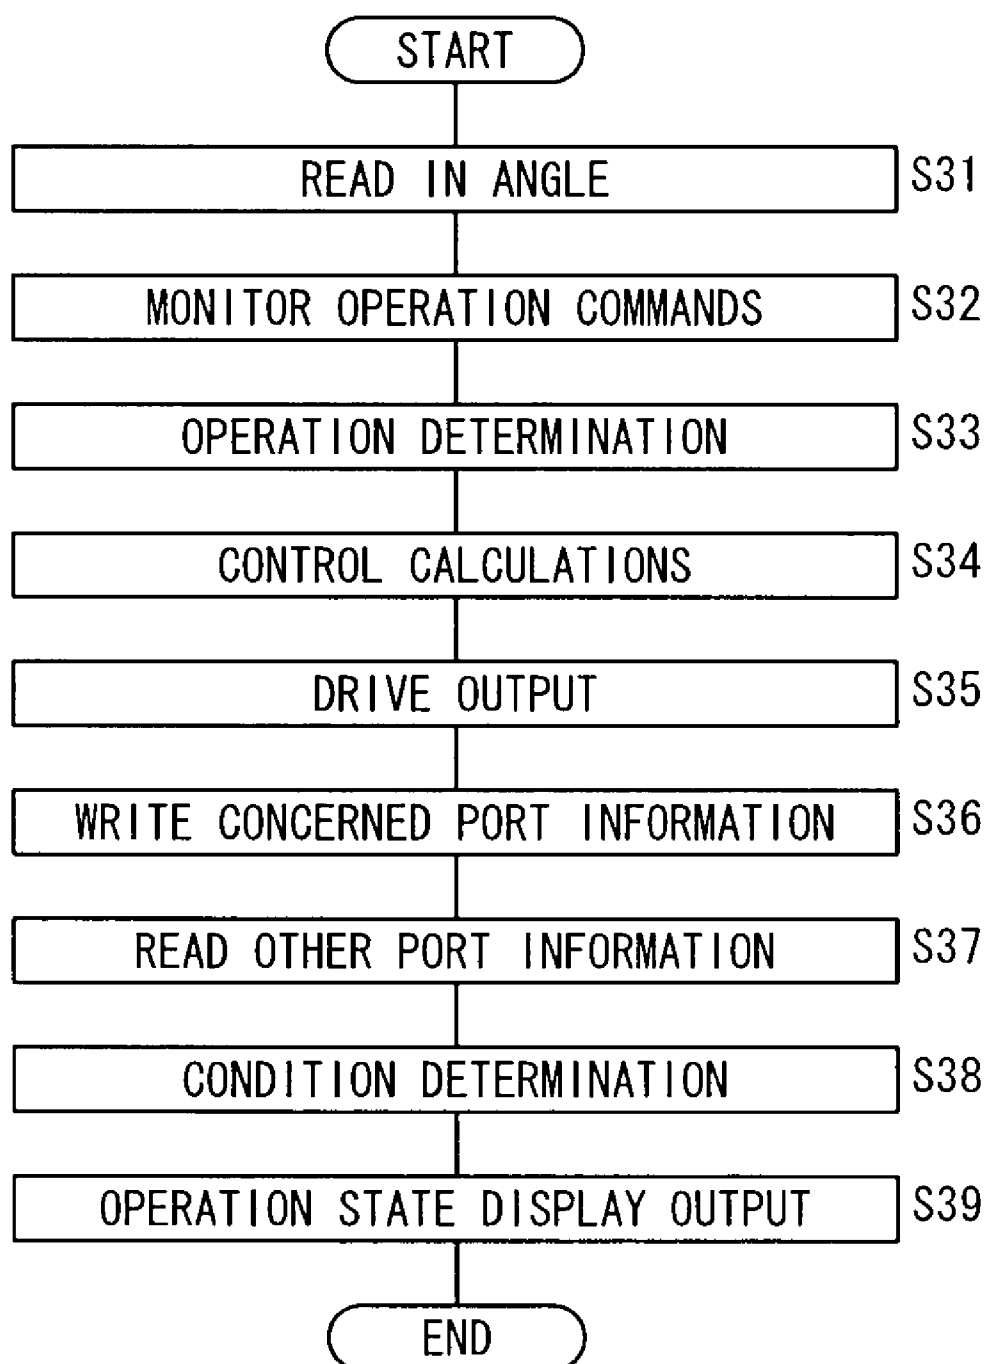 START
READ IN ANGLE S31
MONITOR OPERATION COMMANDS S32
OPERATION DETERMINATION S33
CONTROL CALCULATIONS S34
DRIVE OUTPUT S35
WRITE CONCERNED PORT INFORMATION S36
READ OTHER PORT INFORMATION S37
CONDITION DETERMINATION S38
OPERATION STATE DISPLAY OUTPUT S39
END